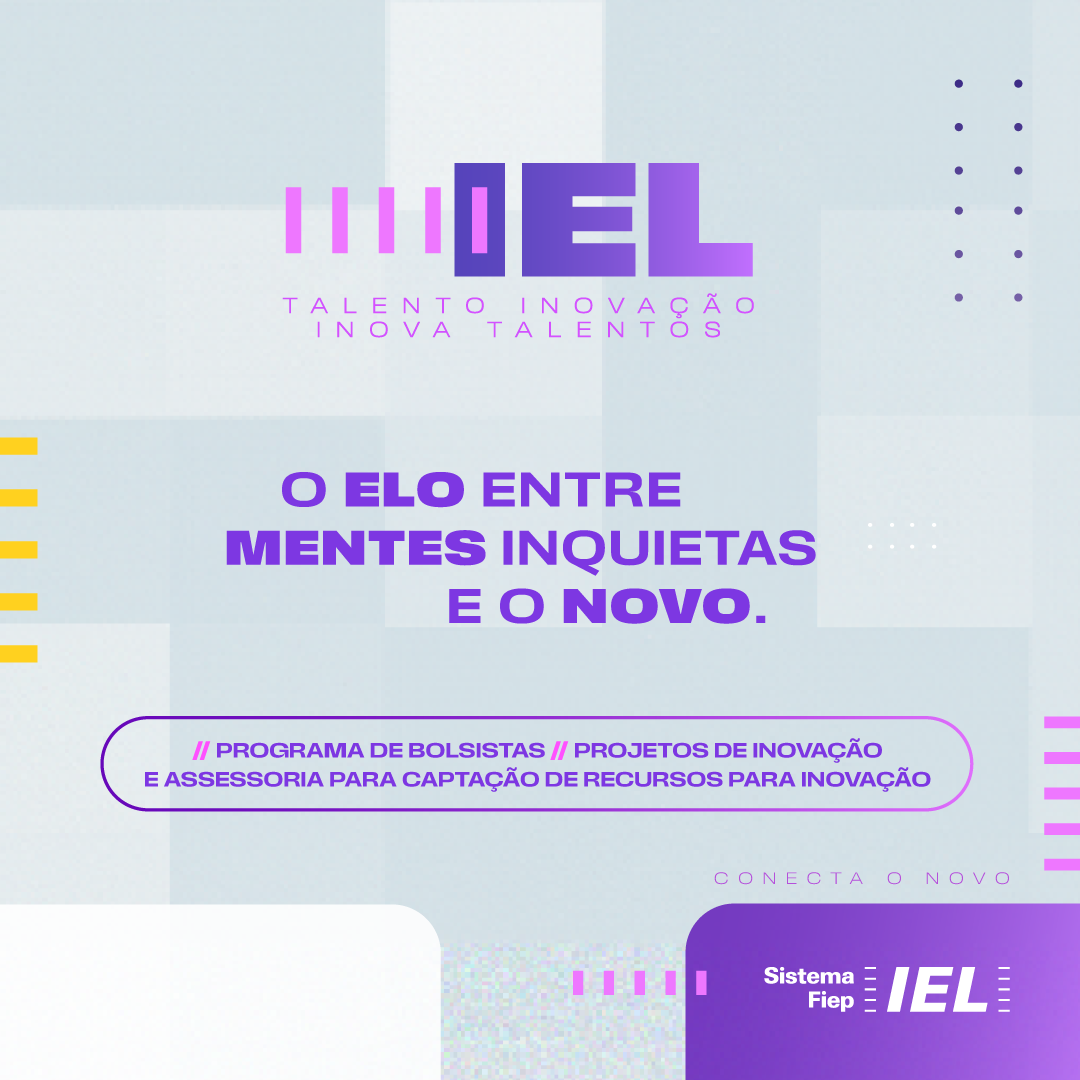 IEL
TALENTO INOVAÇÃO
INOVA TALENTOS
O ELO ENTRE
MENTES INQUIETAS
E O NOVO.
// PROGRAMA DE BOLSISTAS // PROJETOS DE INOVAÇÃO
E ASSESSORIA PARA CAPTAÇÃO DE RECURSOS PARA INOVAÇÃO
CONECTA O NOVO
Sistema
Fiep
IEL